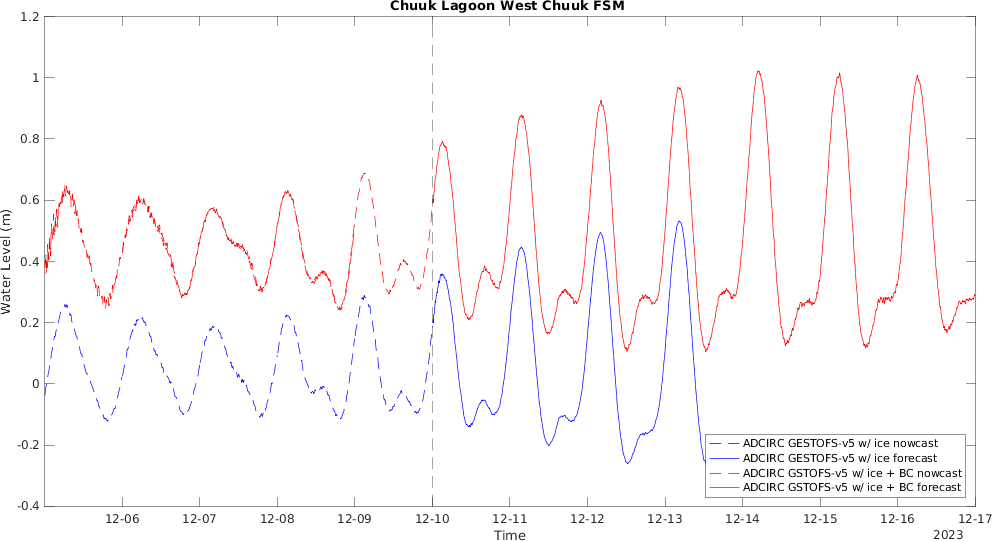 Chuuk Lagoon West Chuuk FSM
1.2
1
0.8
0.6
0.4
0.2
0
-0.2
-0.4
Water Level (m)
ADCIRC GESTOFS-v5 w/ ice nowcast
ADCIRC GESTOFS-v5 w/ ice forecast
ADCIRC GSTOFS-v5 w/ ice + BC nowcast
ADCIRC GSTOFS-v5 w/ ice + BC forecast
12-06 12-07 12-08 12-09 12-10 12-11 12-12 12-13 12-14 12-15 12-16 12-17
Time
2023